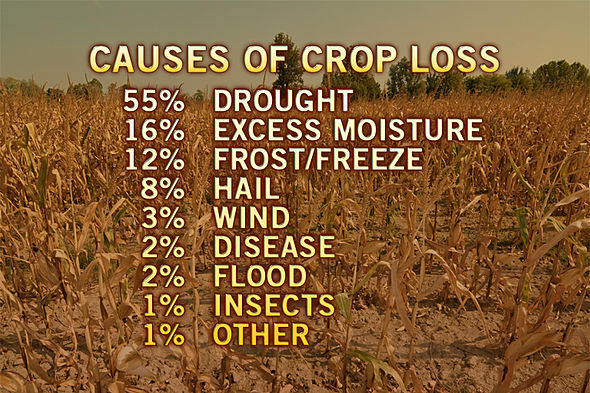 CAUSES OF CROP LOSS
55% DROUGHT
16% EXCESS MOISTURE
12% FROST/FREEZE
8% HAIL
3% WIND
2% DISEASE
2% FLOOD
1% INSECTS
1% OTHER